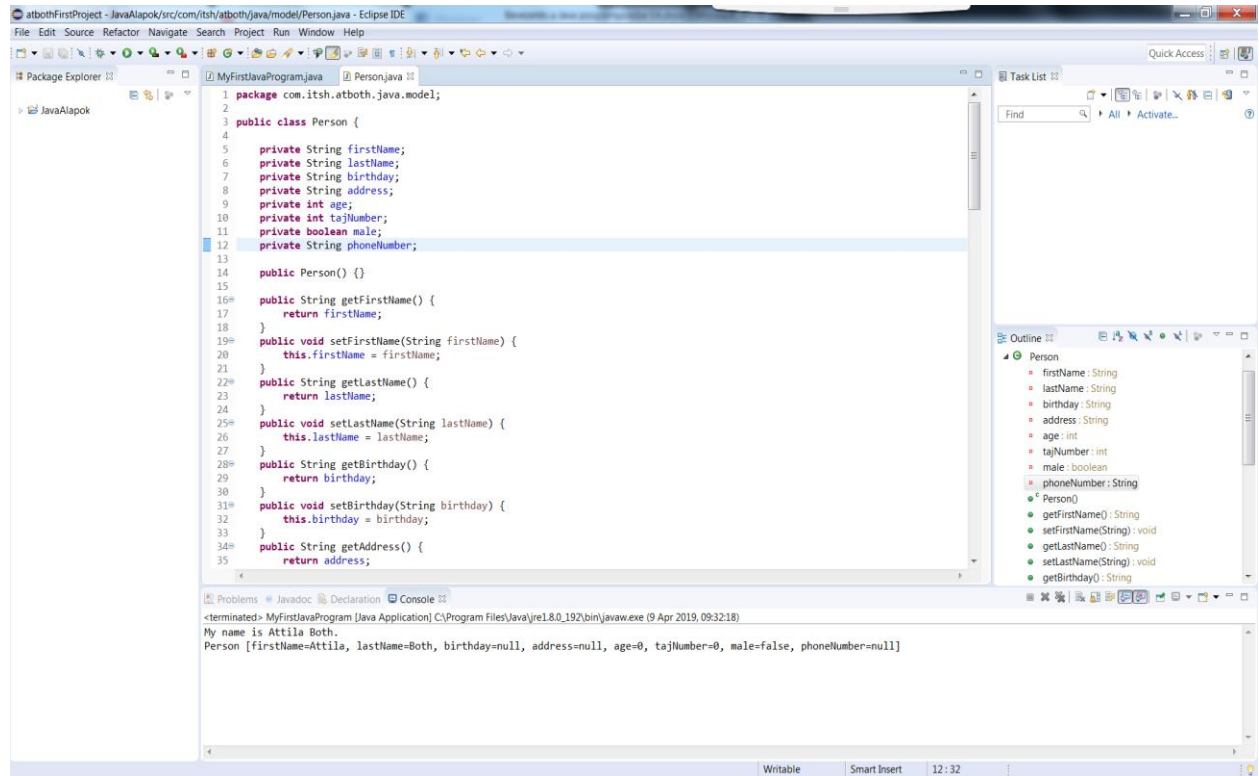 atbothFirstProject - JavaAlapok/src/com/itsh/atboth/java/model/Person.java - Eclipse IDE
File Edit Source Refactor Navigate Search Project Run Window Help
Quick Access
Package Explorer
JavaAlapok
MyFirstJavaProgram.java Person.java
1 package com.itsh.atboth.java.model;
2
3 public class Person {
4
5 private String firstName;
6 private String lastName;
7 private String birthday;
8 private String address;
9 private int age;
10 private int tajNumber;
11 private boolean male;
12 private String phoneNumber;
13
14 public Person() {}
15
16 public String getFirstName() {
17 return firstName;
18 }
19 public void setFirstName(String firstName) {
20 this.firstName = firstName;
21 }
22 public String getLastName() {
23 return lastName;
24 }
25 public void setLastName(String lastName) {
26 this.lastName = lastName;
27 }
28 public String getBirthday() {
29 return birthday;
30 }
31 public void setBirthday(String birthday) {
32 this.birthday = birthday;
33 }
34 public String getAddress() {
35 return address;
Task List
Find All Activate...
Outline
Person
firstName : String
lastName : String
birthday : String
address : String
age : int
tajNumber : int
male : boolean
phoneNumber : String
Person()
getFirstName() : String
setFirstName(String) : void
getLastName() : String
setLastName(String) : void
getBirthday() : String
Problems Javadoc Declaration Console
<terminated> MyFirstJavaProgram [Java Application] C:\Program Files\Java\jre1.8.0_192\bin\javaw.exe (9 Apr 2019, 09:32:18)
My name is Attila Both.
Person [firstName=Attila, lastName=Both, birthday=null, address=null, age=0, tajNumber=0, male=false, phoneNumber=null]
Writable Smart Insert 12 : 32